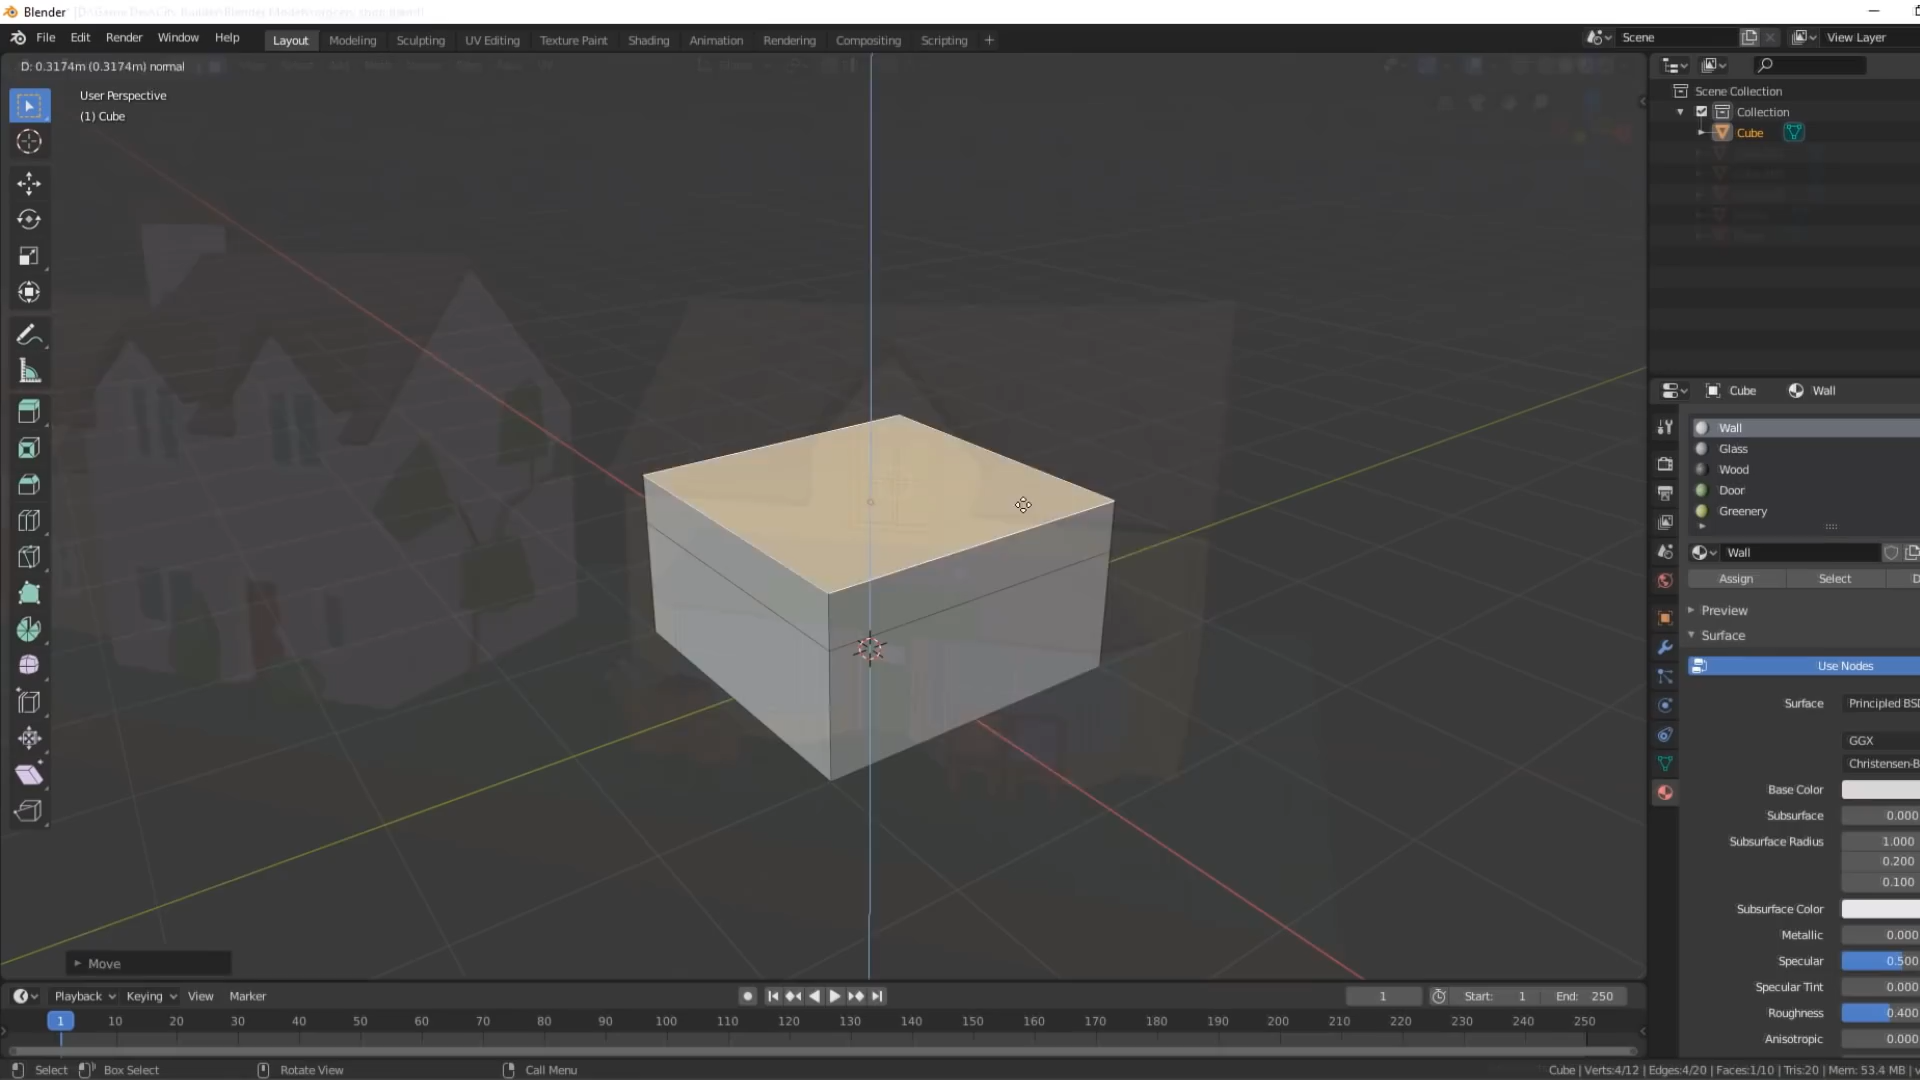 Blender
File Edit Render Window Help
Layout Modeling Sculpting UV Editing Texture Paint Shading Animation Rendering Compositing Scripting +
Scene
View Layer
D: 0.3174m (0.3174m) normal
User Perspective
(1) Cube
Scene Collection
Collection
Cube
Cube Wall
Wall
Glass
Wood
Door
Greenery
Wall
Assign Select
Preview
Surface
Use Nodes
Surface Principled BSD
GGX
Christensen-B
Base Color
Subsurface 0.000
Subsurface Radius 1.000
0.200
0.100
Subsurface Color
Metallic 0.000
Specular 0.500
Specular Tint 0.000
Roughness 0.400
Anisotropic 0.000
Move
Playback Keying View Marker
1 Start: 1 End: 250
1 10 20 30 40 50 60 70 80 90 100 110 120 130 140 150 160 170 180 190 200 210 220 230 240 250
Select Box Select Rotate View Call Menu
Cube | Verts:4/12 | Edges:4/20 | Faces:1/10 | Tris:20 | Mem: 53.4 MB | v